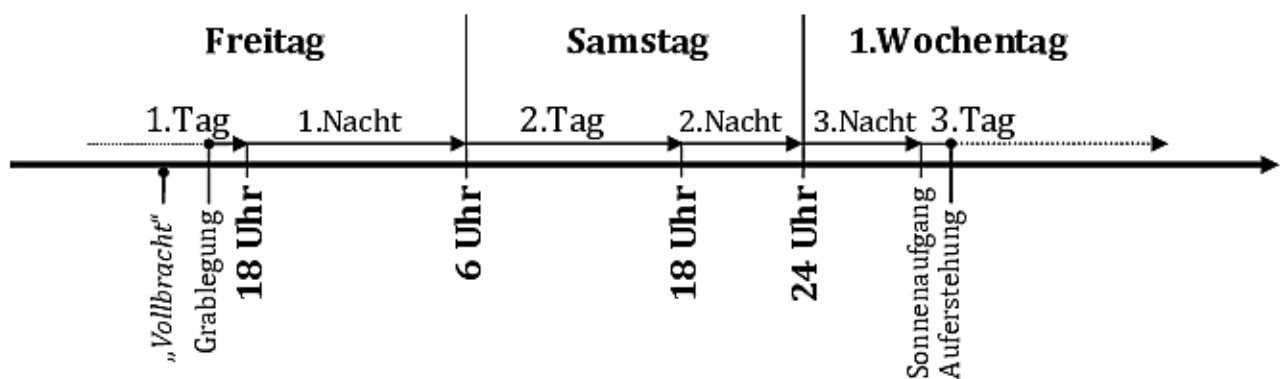 Freitag
Samstag
1.Wochentag
1.Tag
1.Nacht
2.Tag
2.Nacht
3.Nacht
3.Tag
„Vollbracht“
Grablegung
18 Uhr
6 Uhr
18 Uhr
24 Uhr
Sonnenaufgang
Auferstehung